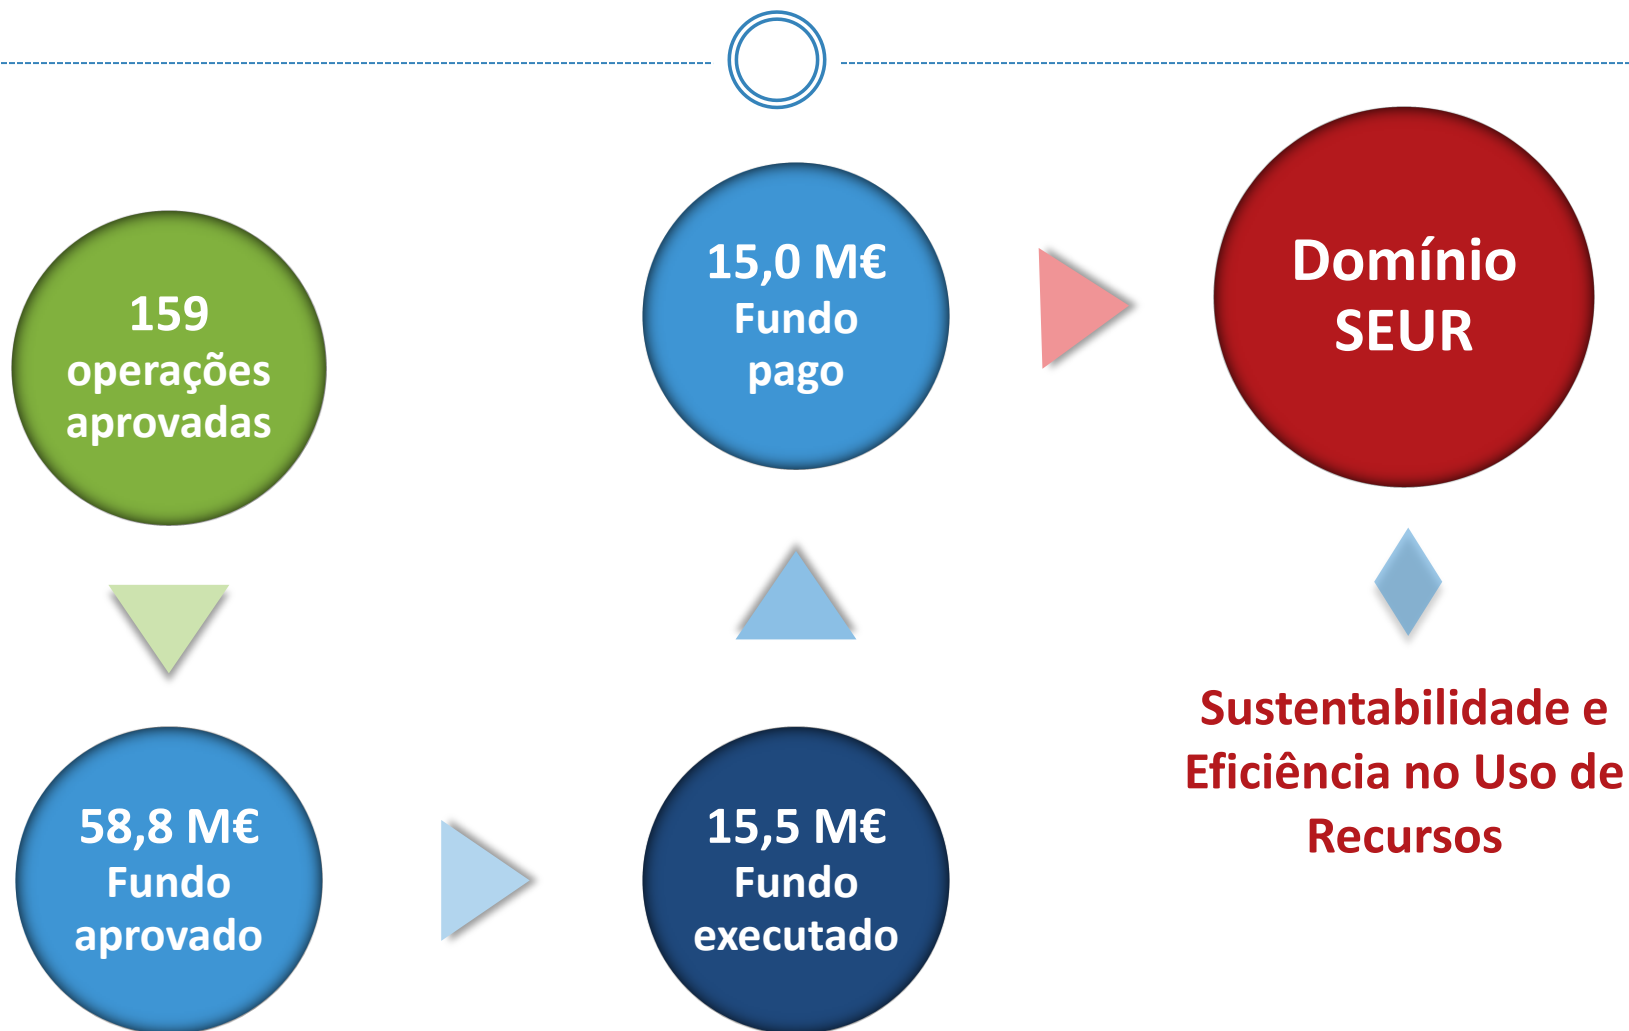 159
operações
aprovadas
58,8 M€
Fundo
aprovado
15,5 M€
Fundo
executado
15,0 M€
Fundo
pago
Domínio
SEUR
Sustentabilidade e
Eficiência no Uso de
Recursos